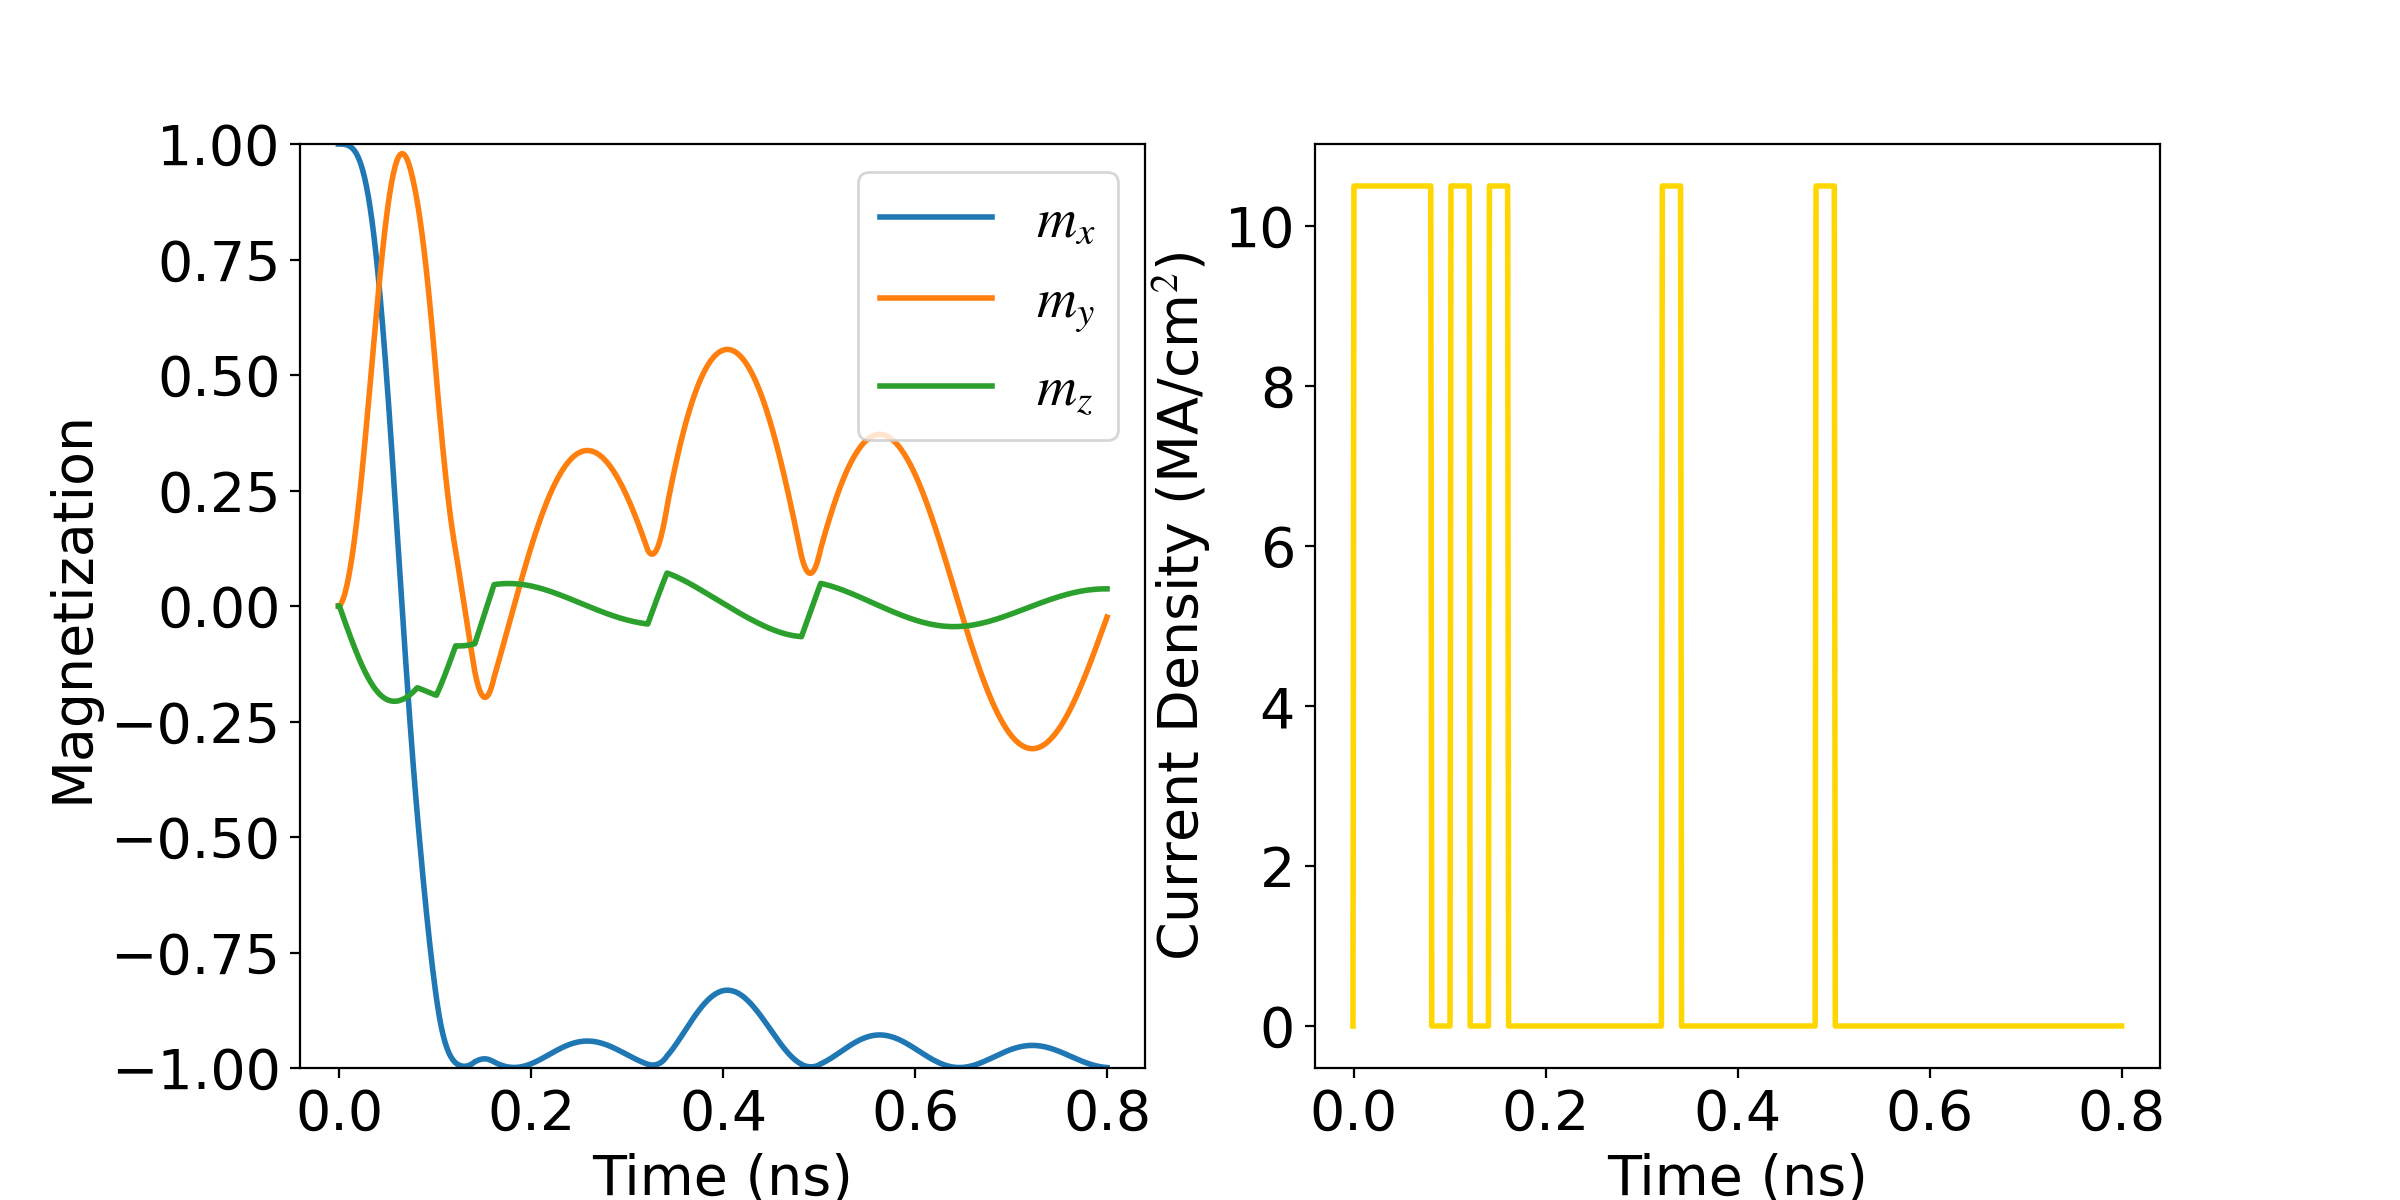 1.00
0.75
0.50
0.25
0.00
−0.25
−0.50
−0.75
−1.00
Magnetization
0.0 0.2 0.4 0.6 0.8
Time (ns)
m_x
m_y
m_z
Current Density (MA/cm²)
10
8
6
4
2
0
0.0 0.2 0.4 0.6 0.8
Time (ns)